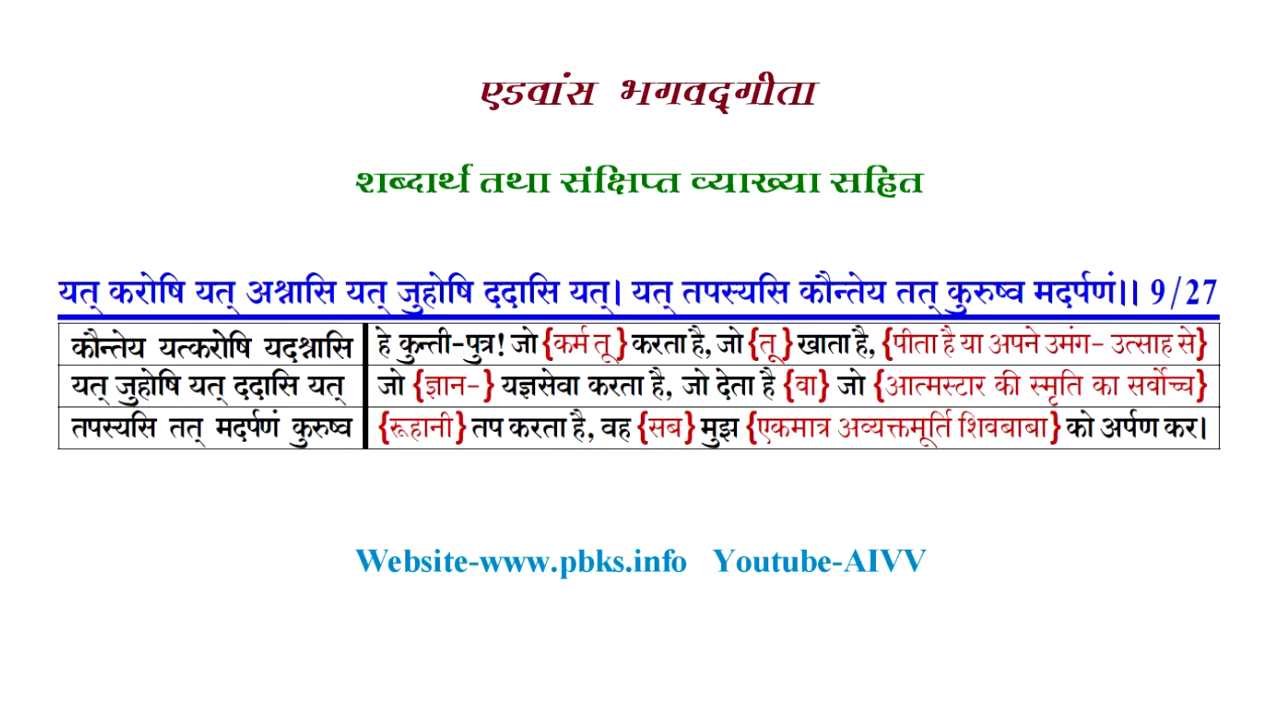 एडवांस भगवद्गीता
शब्दार्थ तथा संक्षिप्त व्याख्या सहित
यत् करोषि यत् अश्नासि यत् जुहोषि ददासि यत्। यत् तपस्यसि कौन्तेय तत् कुरुष्व मदर्पणं।। 9/27
कौन्तेय यत्करोषि यदश्नासि हे कुन्ती-पुत्र! जो {कर्म तू} करता है, जो {तू} खाता है, {पीता है या अपने उमंग- उत्साह से}
यत् जुहोषि यत् ददासि यत् जो {ज्ञान-} यज्ञसेवा करता है, जो देता है {वा} जो {आत्मस्टार की स्मृति का सर्वोच्च}
तपस्यसि तत् मदर्पणं कुरुष्व {रूहानी} तप करता है, वह {सब} मुझ {एकमात्र अव्यक्तमूर्ति शिवबाबा} को अर्पण कर।
Website-www.pbks.info Youtube-AIVV